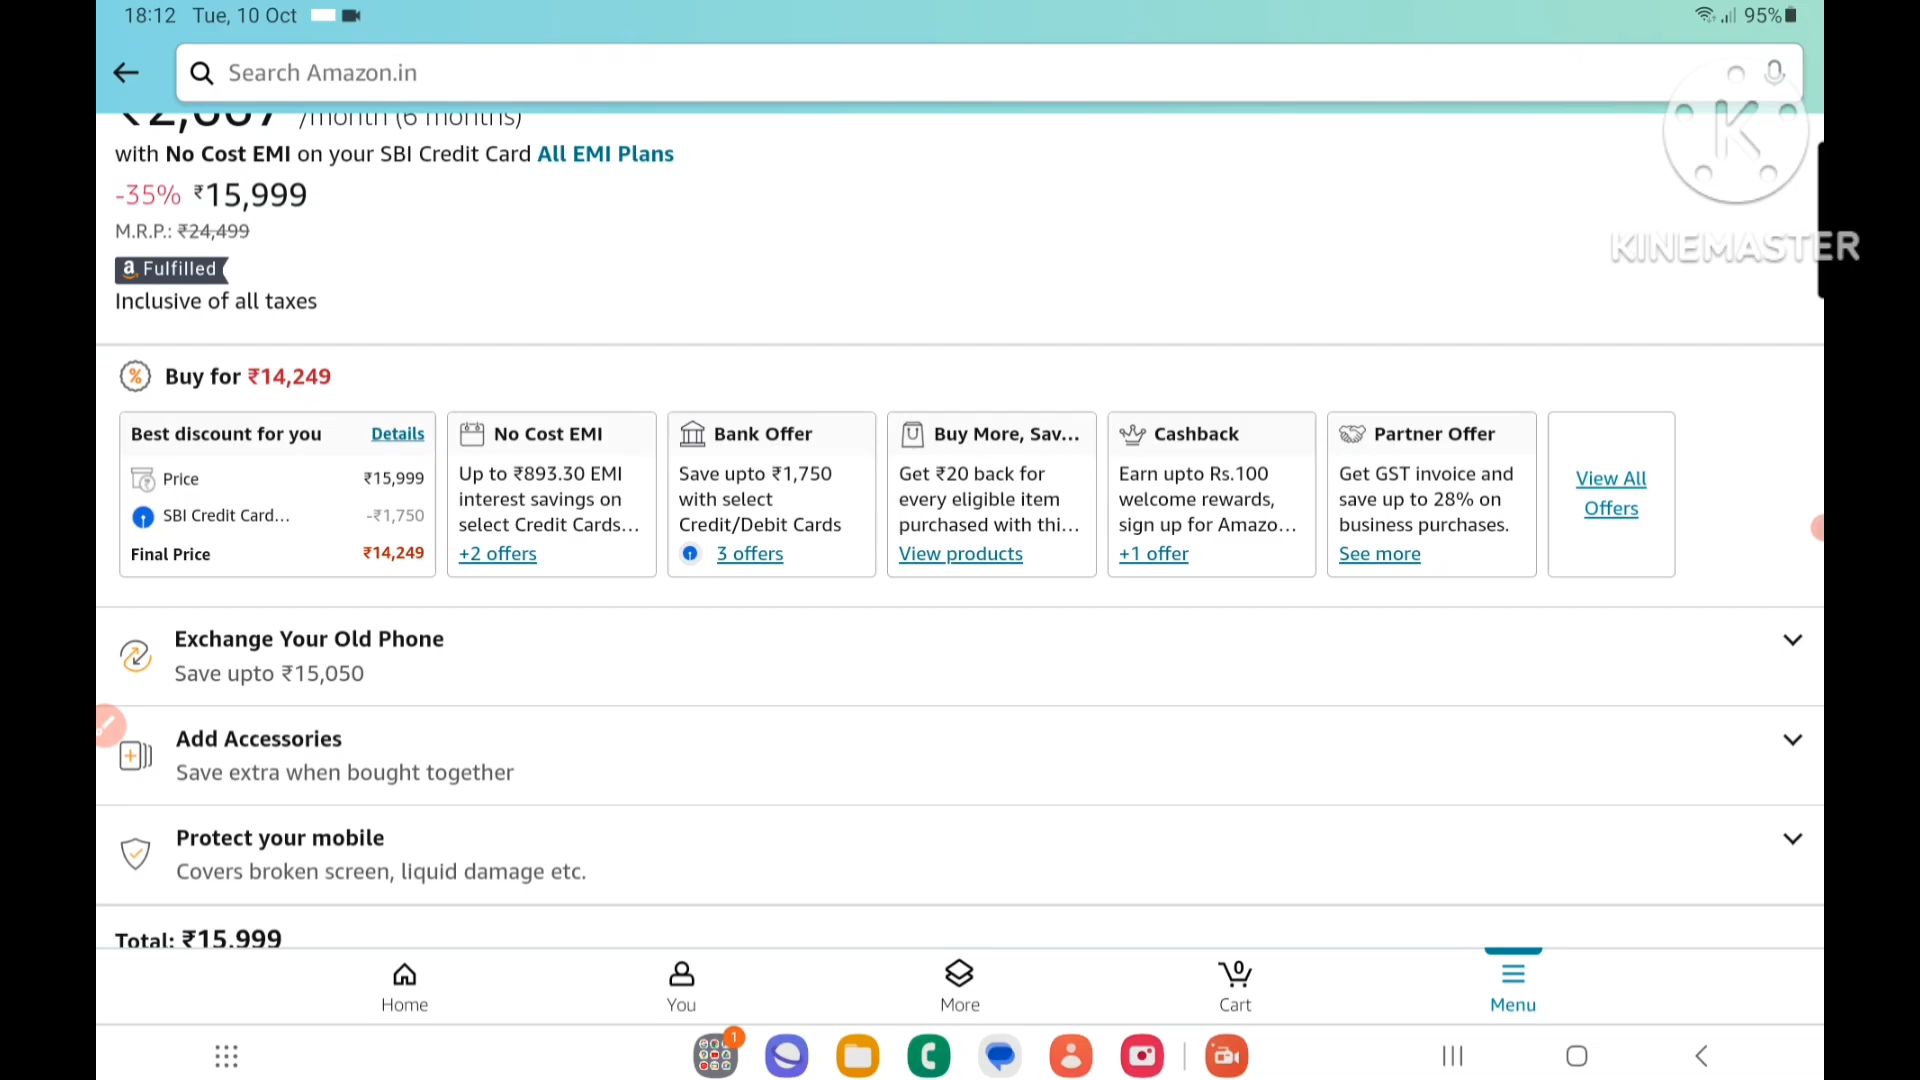 18:12 Tue, 10 Oct
95%
Search Amazon.in
/month (6 months)
with No Cost EMI on your SBI Credit Card All EMI Plans
-35% ₹15,999
M.R.P.: ₹24,499
a Fulfilled
Inclusive of all taxes
K
KINEMASTER
Buy for ₹14,249
Best discount for you Details
Price ₹15,999
SBI Credit Card... -₹1,750
Final Price ₹14,249
No Cost EMI
Up to ₹893.30 EMI
interest savings on
select Credit Cards...
+2 offers
Bank Offer
Save upto ₹1,750
with select
Credit/Debit Cards
3 offers
Buy More, Sav...
Get ₹20 back for
every eligible item
purchased with thi...
View products
Cashback
Earn upto Rs.100
welcome rewards,
sign up for Amazo...
+1 offer
Partner Offer
Get GST invoice and
save up to 28% on
business purchases.
See more
View All
Offers
Exchange Your Old Phone
Save upto ₹15,050
Add Accessories
Save extra when bought together
Protect your mobile
Covers broken screen, liquid damage etc.
Total: ₹15,999
Home
You
More
0
Cart
Menu
1